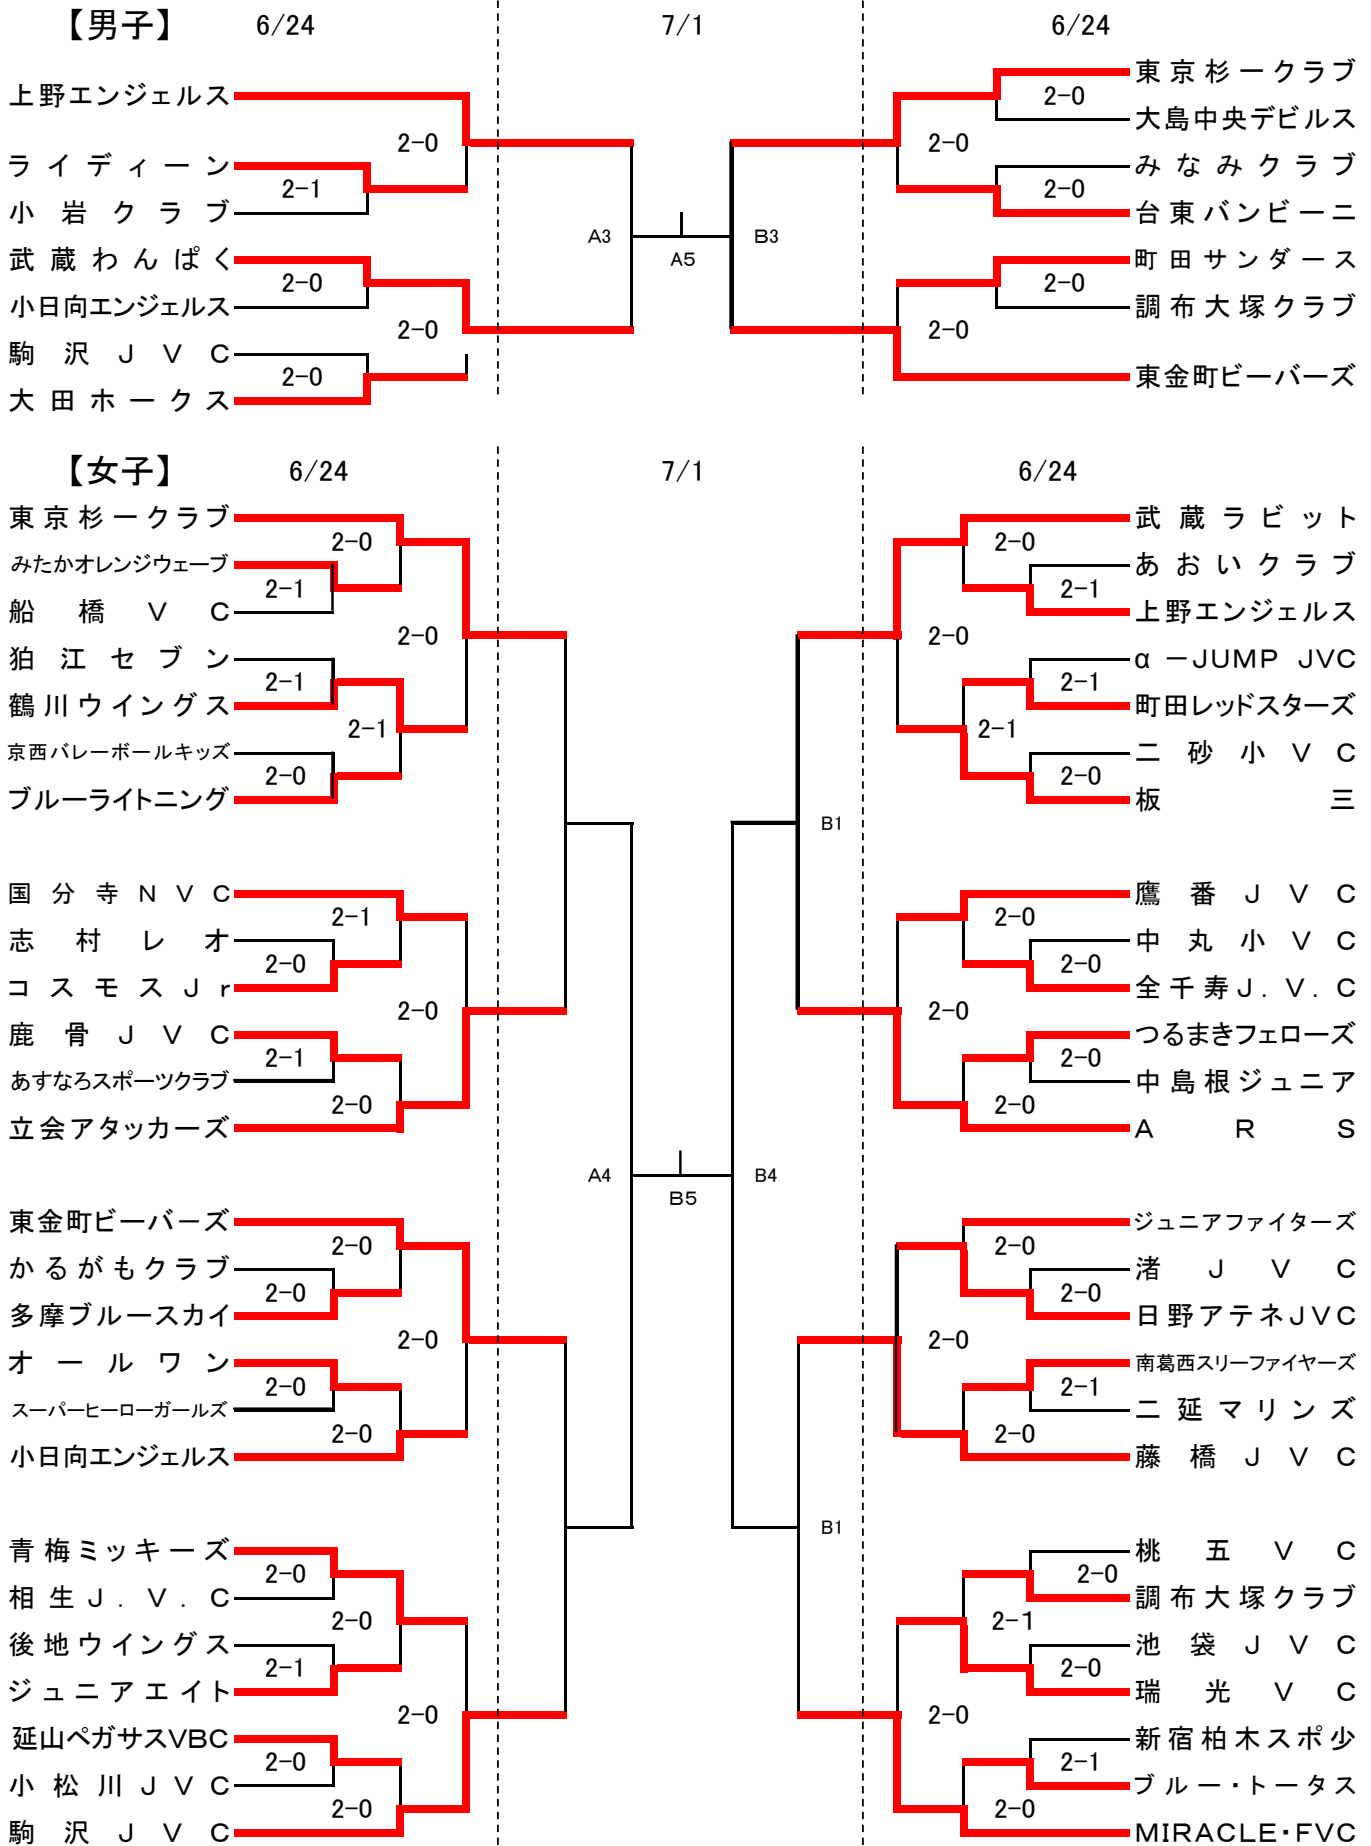 【男子】 6/24 7/1 6/24
上野エンジェルス
ライディーン
小岩クラブ
武蔵わんぱく
小日向エンジェルス
駒沢JVC
大田ホークス
2-0
2-1
2-0
2-0
2-0
A3
A5
B3
2-0
2-0
2-0
2-0
2-0
東京杉一クラブ
大島中央デビルス
みなみクラブ
台東バンビーニ
町田サンダース
調布大塚クラブ
東金町ビーバーズ
【女子】 6/24 7/1 6/24
東京杉一クラブ
みたかオレンジウェーブ
船橋VC
狛江セブン
鶴川ウイングス
京西バレーボールキッズ
ブルーライトニング
2-0
2-1
2-0
2-1
2-1
2-0
国分寺NVC
志村レオ
コスモスJr
鹿骨JVC
あすなろスポーツクラブ
立会アタッカーズ
2-1
2-0
2-0
2-1
2-0
東金町ビーバーズ
かるがもクラブ
多摩ブルースカイ
オールワン
スーパーヒーローガールズ
小日向エンジェルス
2-0
2-0
2-0
2-0
2-0
青梅ミッキーズ
相生J.V.C
後地ウイングス
ジュニアエイト
延山ペガサスVBC
小松川JVC
駒沢JVC
2-0
2-0
2-1
2-0
2-0
2-0
A4
B5
B4
B1
B1
武蔵ラビット
あおいクラブ
上野エンジェルス
α－JUMP JVC
町田レッドスターズ
二砂小VC
板三
2-0
2-1
2-0
2-1
2-1
2-0
鷹番JVC
中丸小VC
全千寿J.V.C
つるまきフェローズ
中島根ジュニア
ARS
2-0
2-0
2-0
2-0
2-0
ジュニアファイターズ
渚JVC
日野アテネJVC
南葛西スリーファイヤーズ
二延マリンズ
藤橋JVC
2-0
2-0
2-0
2-1
2-0
桃五VC
調布大塚クラブ
池袋JVC
瑞光VC
新宿柏木スポ少
ブルー・トータス
MIRACLE・FVC
2-0
2-1
2-0
2-0
2-1
2-0